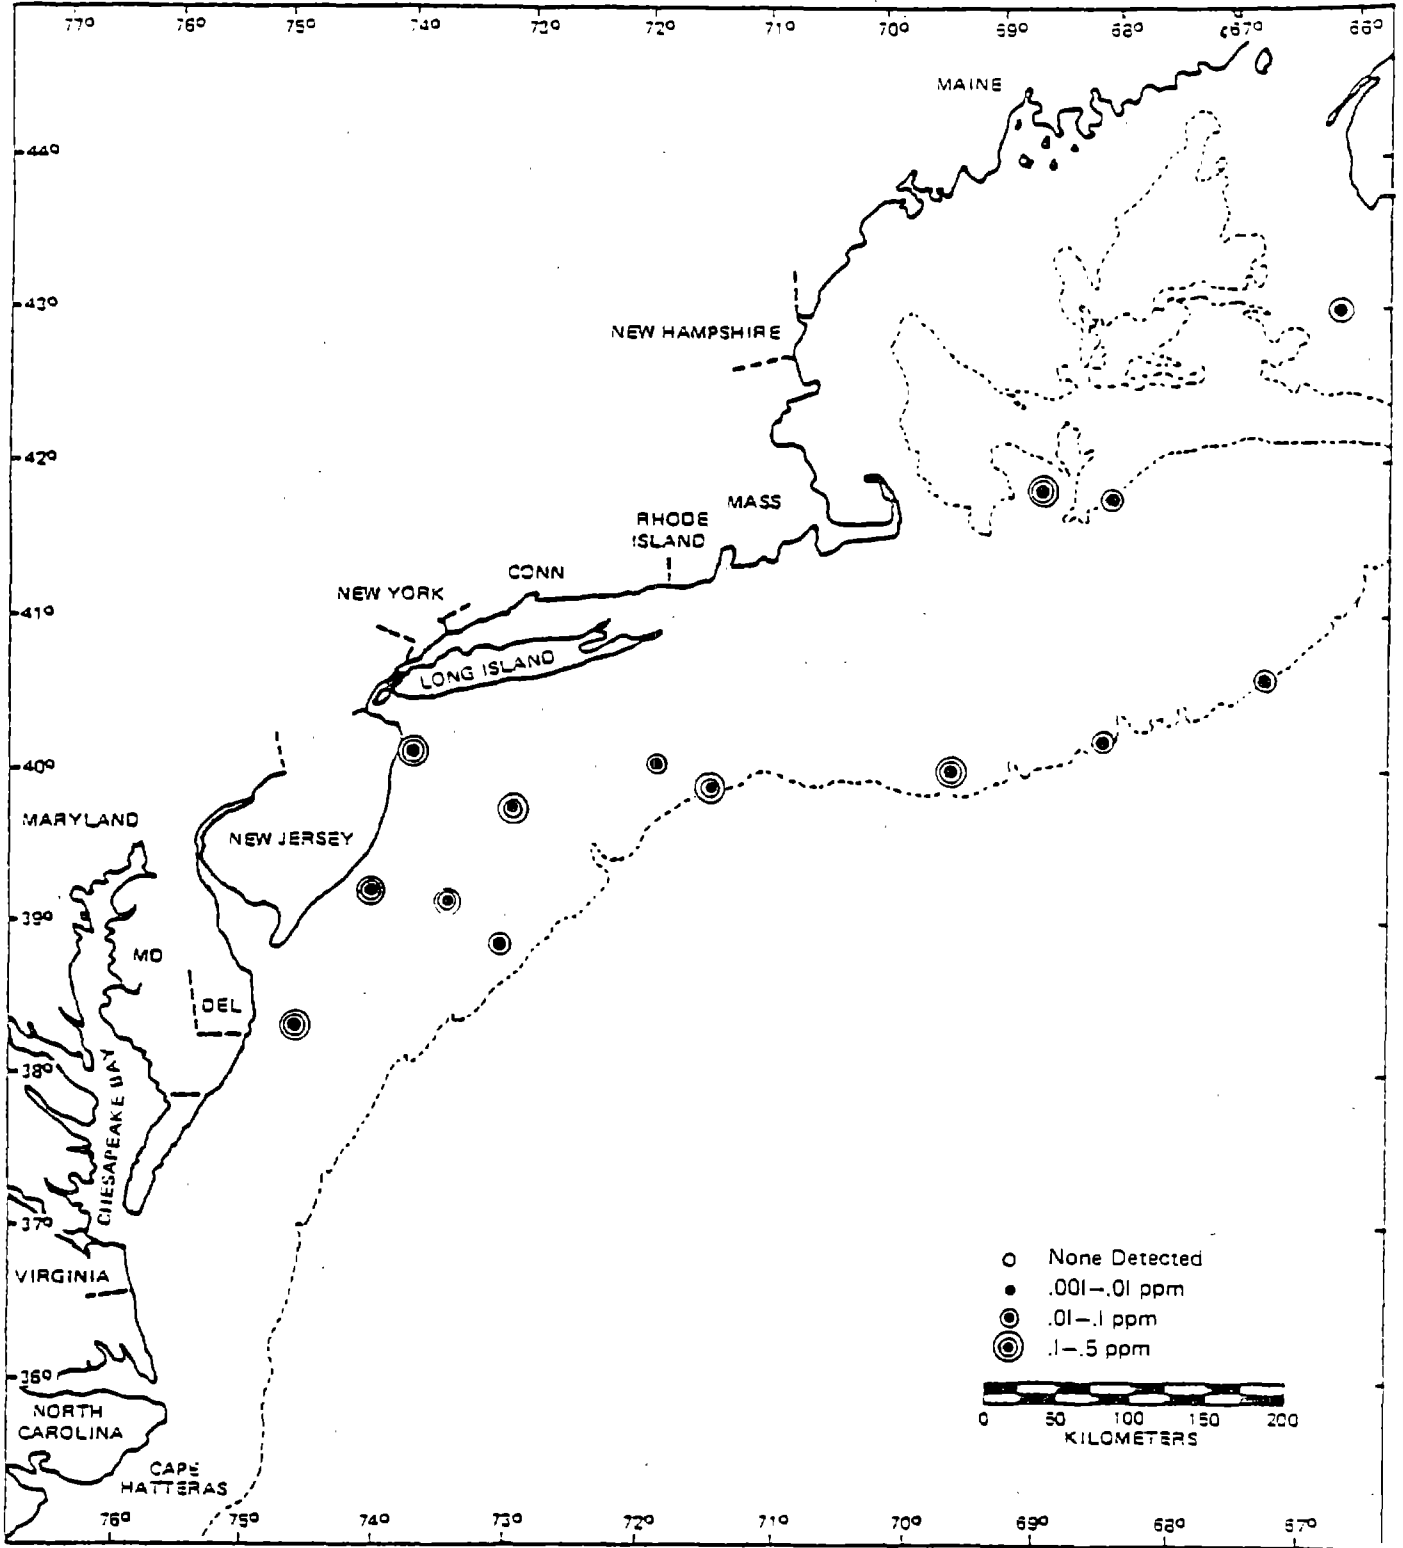 77° 76° 75° 74° 73° 72° 71° 70° 69° 68° 67° 66°
MAINE
44°
43°
NEW HAMPSHIRE
42°
MASS
RHODE
ISLAND
CONN
NEW YORK
41°
LONG ISLAND
40°
MARYLAND
NEW JERSEY
39°
MD
DEL
38°
CHESAPEAKE BAY
37°
VIRGINIA
None Detected
.001–.01 ppm
.01–.1 ppm
.1–.5 ppm
36°
0 50 100 150 200
KILOMETERS
NORTH
CAROLINA
CAPE
HATTERAS
76° 75° 74° 73° 72° 71° 70° 69° 68° 67°